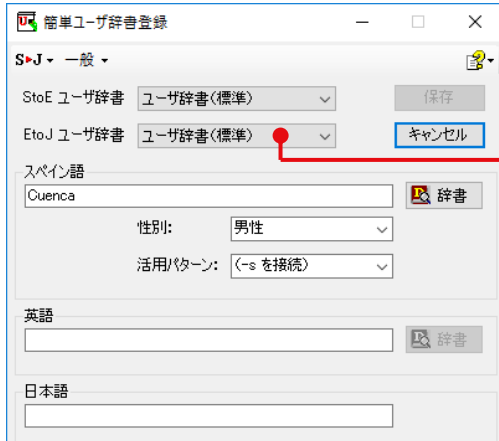 簡単ユーザ辞書登録
S▶J 一般
StoE ユーザ辞書 ユーザ辞書(標準) 保存
EtoJ ユーザ辞書 ユーザ辞書(標準) キャンセル
スペイン語
Cuenca 辞書
性別: 男性
活用パターン: (-s を接続)
英語
辞書
日本語